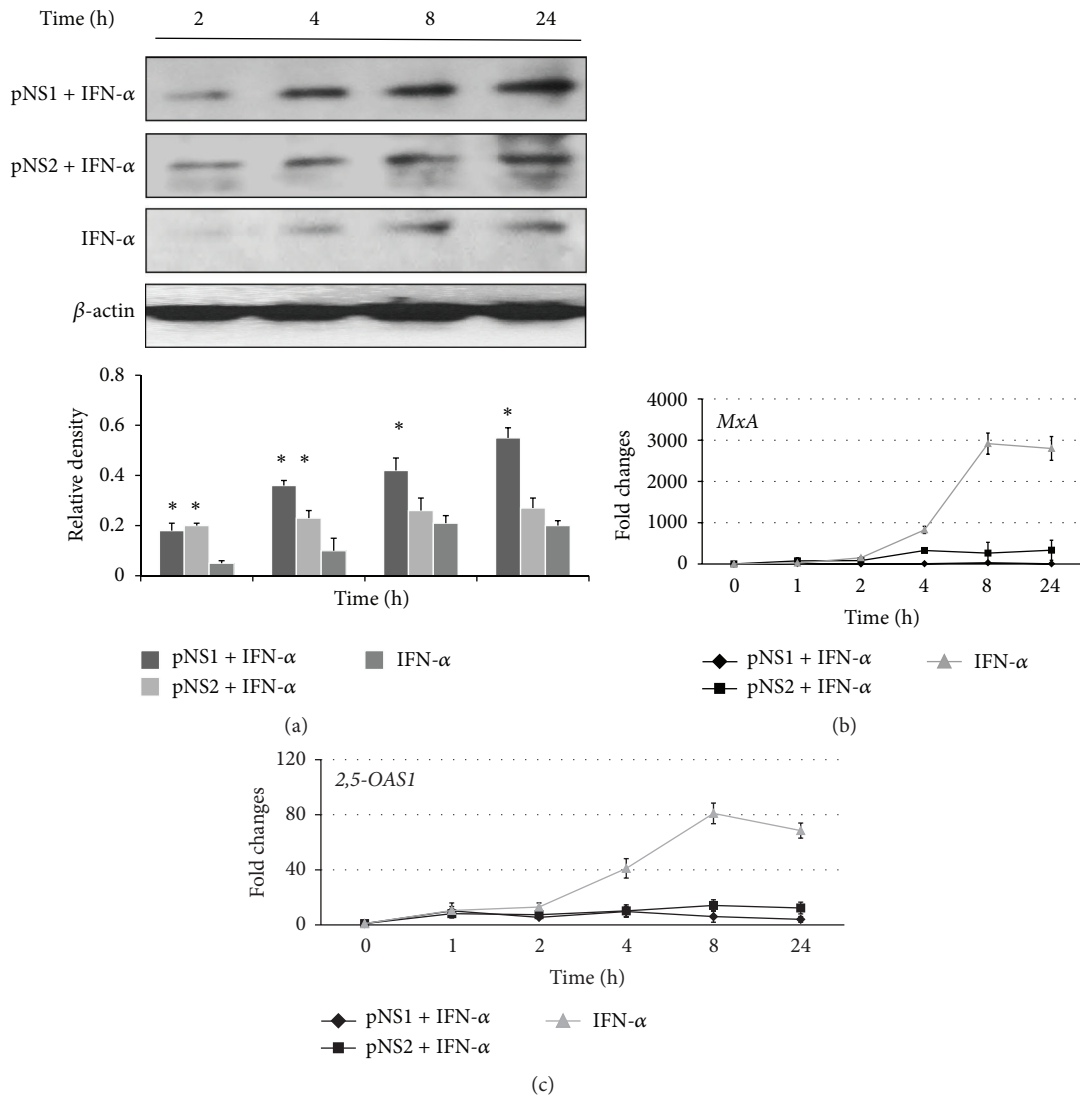 Time (h) 2 4 8 24
pNS1 + IFN-α
pNS2 + IFN-α
IFN-α
β-actin
0.8
0.6
0.4
0.2
0
Relative density
* * * * * *
Time (h)
pNS1 + IFN-α IFN-α
pNS2 + IFN-α
(a)
4000
3000
2000
1000
0
Fold changes
MxA
0 1 2 4 8 24
Time (h)
pNS1 + IFN-α IFN-α
pNS2 + IFN-α
(b)
120
80
40
0
Fold changes
2,5-OAS1
0 1 2 4 8 24
Time (h)
pNS1 + IFN-α IFN-α
pNS2 + IFN-α
(c)